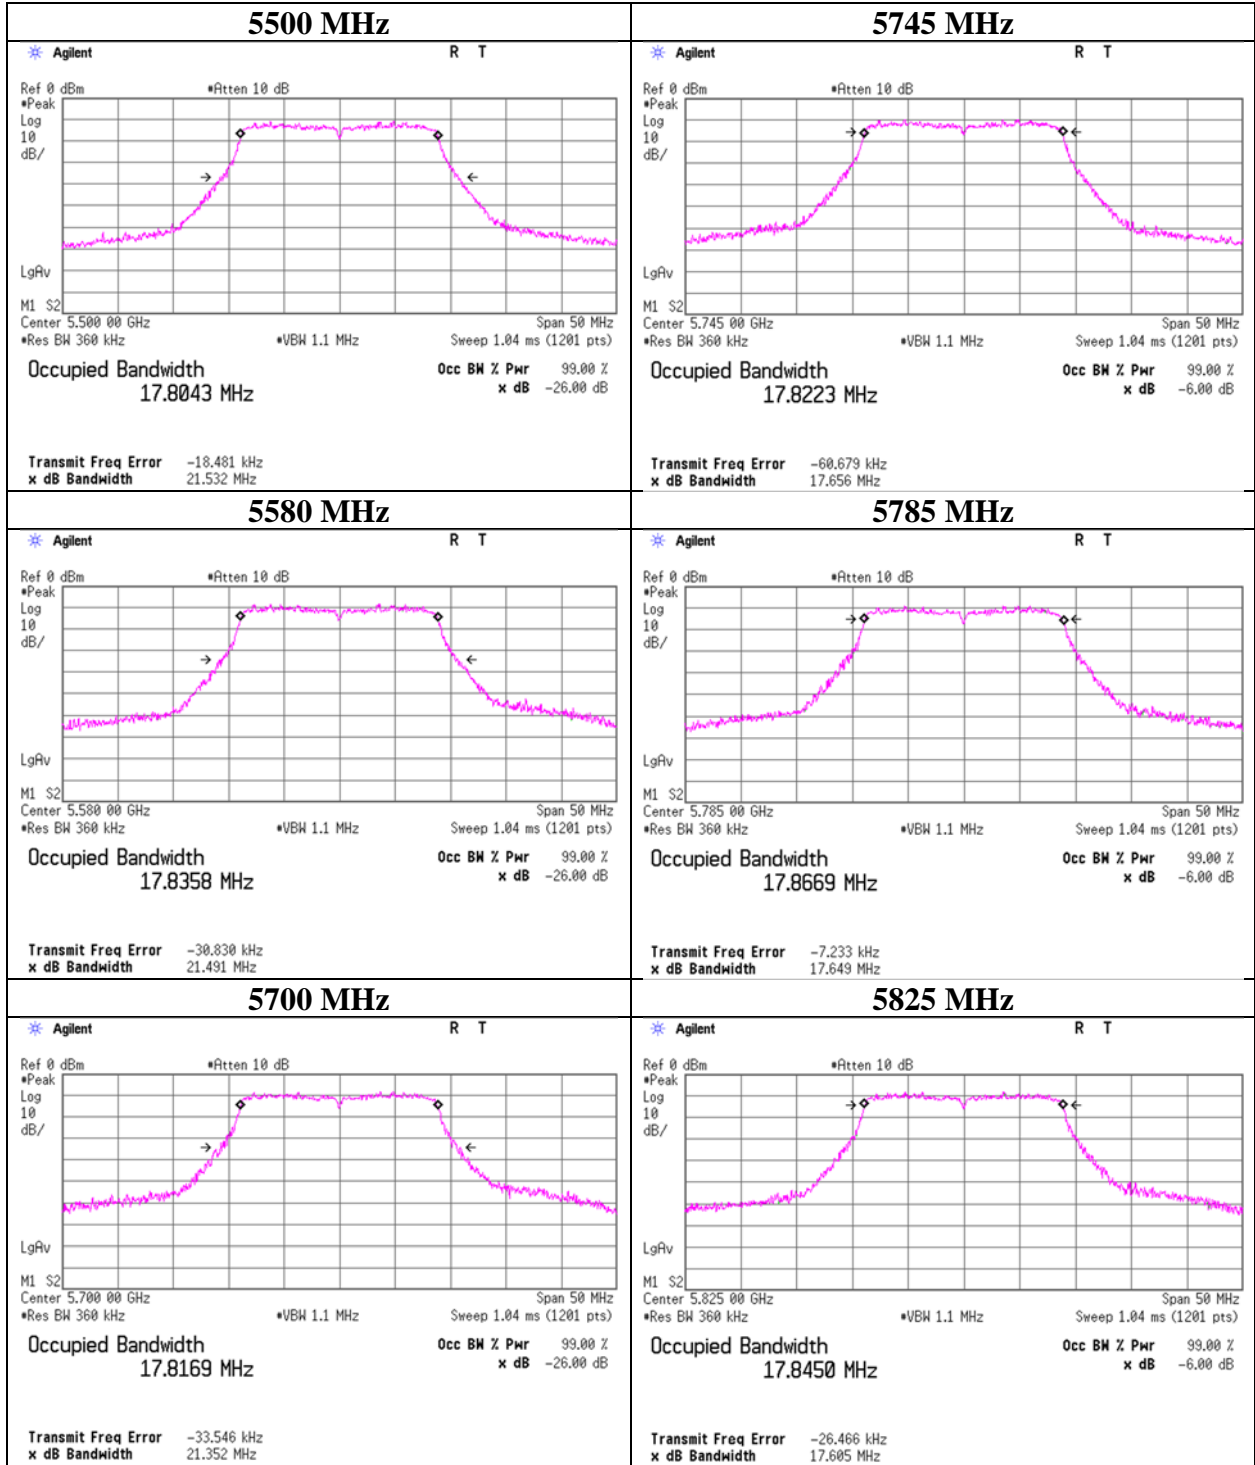 5500 MHz
Agilent R T
Ref 0 dBm *Atten 10 dB
*Peak
Log
10
dB/
LgAv
M1 S2
Center 5.500 00 GHz Span 50 MHz
*Res BW 360 kHz *VBW 1.1 MHz Sweep 1.04 ms (1201 pts)
Occupied Bandwidth Occ BW % Pwr 99.00 %
17.8043 MHz x dB -26.00 dB
Transmit Freq Error -18.481 kHz
x dB Bandwidth 21.532 MHz
5745 MHz
Agilent R T
Ref 0 dBm *Atten 10 dB
*Peak
Log
10
dB/
LgAv
M1 S2
Center 5.745 00 GHz Span 50 MHz
*Res BW 360 kHz *VBW 1.1 MHz Sweep 1.04 ms (1201 pts)
Occupied Bandwidth Occ BW % Pwr 99.00 %
17.8223 MHz x dB -6.00 dB
Transmit Freq Error -60.679 kHz
x dB Bandwidth 17.656 MHz
5580 MHz
Agilent R T
Ref 0 dBm *Atten 10 dB
*Peak
Log
10
dB/
LgAv
M1 S2
Center 5.580 00 GHz Span 50 MHz
*Res BW 360 kHz *VBW 1.1 MHz Sweep 1.04 ms (1201 pts)
Occupied Bandwidth Occ BW % Pwr 99.00 %
17.8358 MHz x dB -26.00 dB
Transmit Freq Error -30.830 kHz
x dB Bandwidth 21.491 MHz
5785 MHz
Agilent R T
Ref 0 dBm *Atten 10 dB
*Peak
Log
10
dB/
LgAv
M1 S2
Center 5.785 00 GHz Span 50 MHz
*Res BW 360 kHz *VBW 1.1 MHz Sweep 1.04 ms (1201 pts)
Occupied Bandwidth Occ BW % Pwr 99.00 %
17.8669 MHz x dB -6.00 dB
Transmit Freq Error -7.233 kHz
x dB Bandwidth 17.649 MHz
5700 MHz
Agilent R T
Ref 0 dBm *Atten 10 dB
*Peak
Log
10
dB/
LgAv
M1 S2
Center 5.700 00 GHz Span 50 MHz
*Res BW 360 kHz *VBW 1.1 MHz Sweep 1.04 ms (1201 pts)
Occupied Bandwidth Occ BW % Pwr 99.00 %
17.8169 MHz x dB -26.00 dB
Transmit Freq Error -33.546 kHz
x dB Bandwidth 21.352 MHz
5825 MHz
Agilent R T
Ref 0 dBm *Atten 10 dB
*Peak
Log
10
dB/
LgAv
M1 S2
Center 5.825 00 GHz Span 50 MHz
*Res BW 360 kHz *VBW 1.1 MHz Sweep 1.04 ms (1201 pts)
Occupied Bandwidth Occ BW % Pwr 99.00 %
17.8450 MHz x dB -6.00 dB
Transmit Freq Error -26.466 kHz
x dB Bandwidth 17.605 MHz